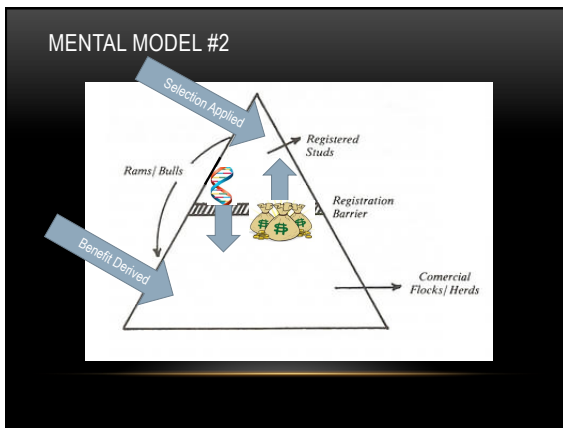 MENTAL MODEL #2
Selection Applied
Registered
Studs
Rams/ Bulls
Registration
Barrier
$
$
$
Benefit Derived
Comercial
Flocks/ Herds